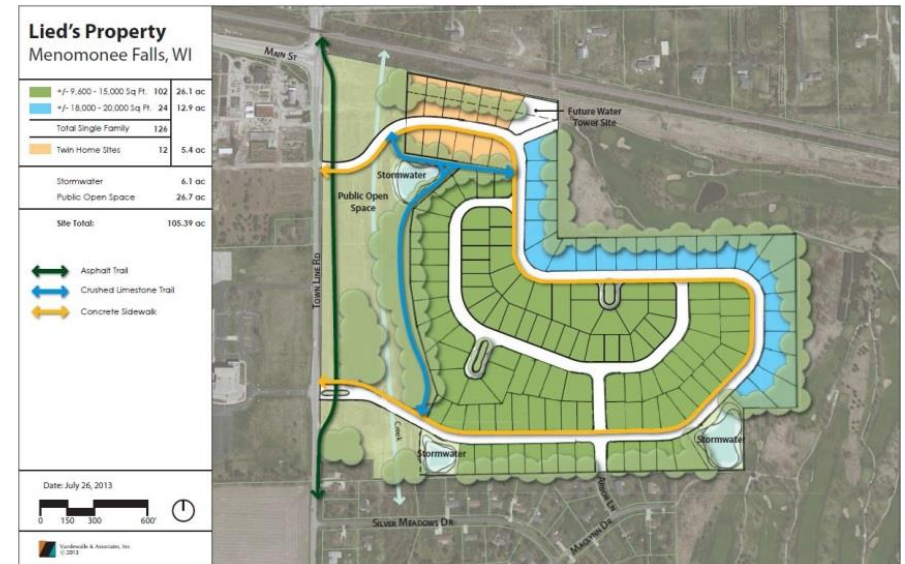 Lied's Property
Menomonee Falls, WI
+/- 9,600 - 15,000 Sq Ft. 102 26.1 ac
+/- 18,000 - 20,000 Sq Ft. 24 12.9 ac
Total Single Family 126
Twin Home Sites 12 5.4 ac
Stormwater 6.1 ac
Public Open Space 26.7 ac
Site Total: 105.39 ac
Asphalt Trail
Crushed Limestone Trail
Concrete Sidewalk
Date: July 26, 2013
0 150 300 600'
Vandewalle & Associates, Inc.
© 2013
Main St
Future Water
Tower Site
Stormwater
Public Open
Space
Town Line Rd
Creek
Stormwater
Stormwater
Silver Meadows Dr